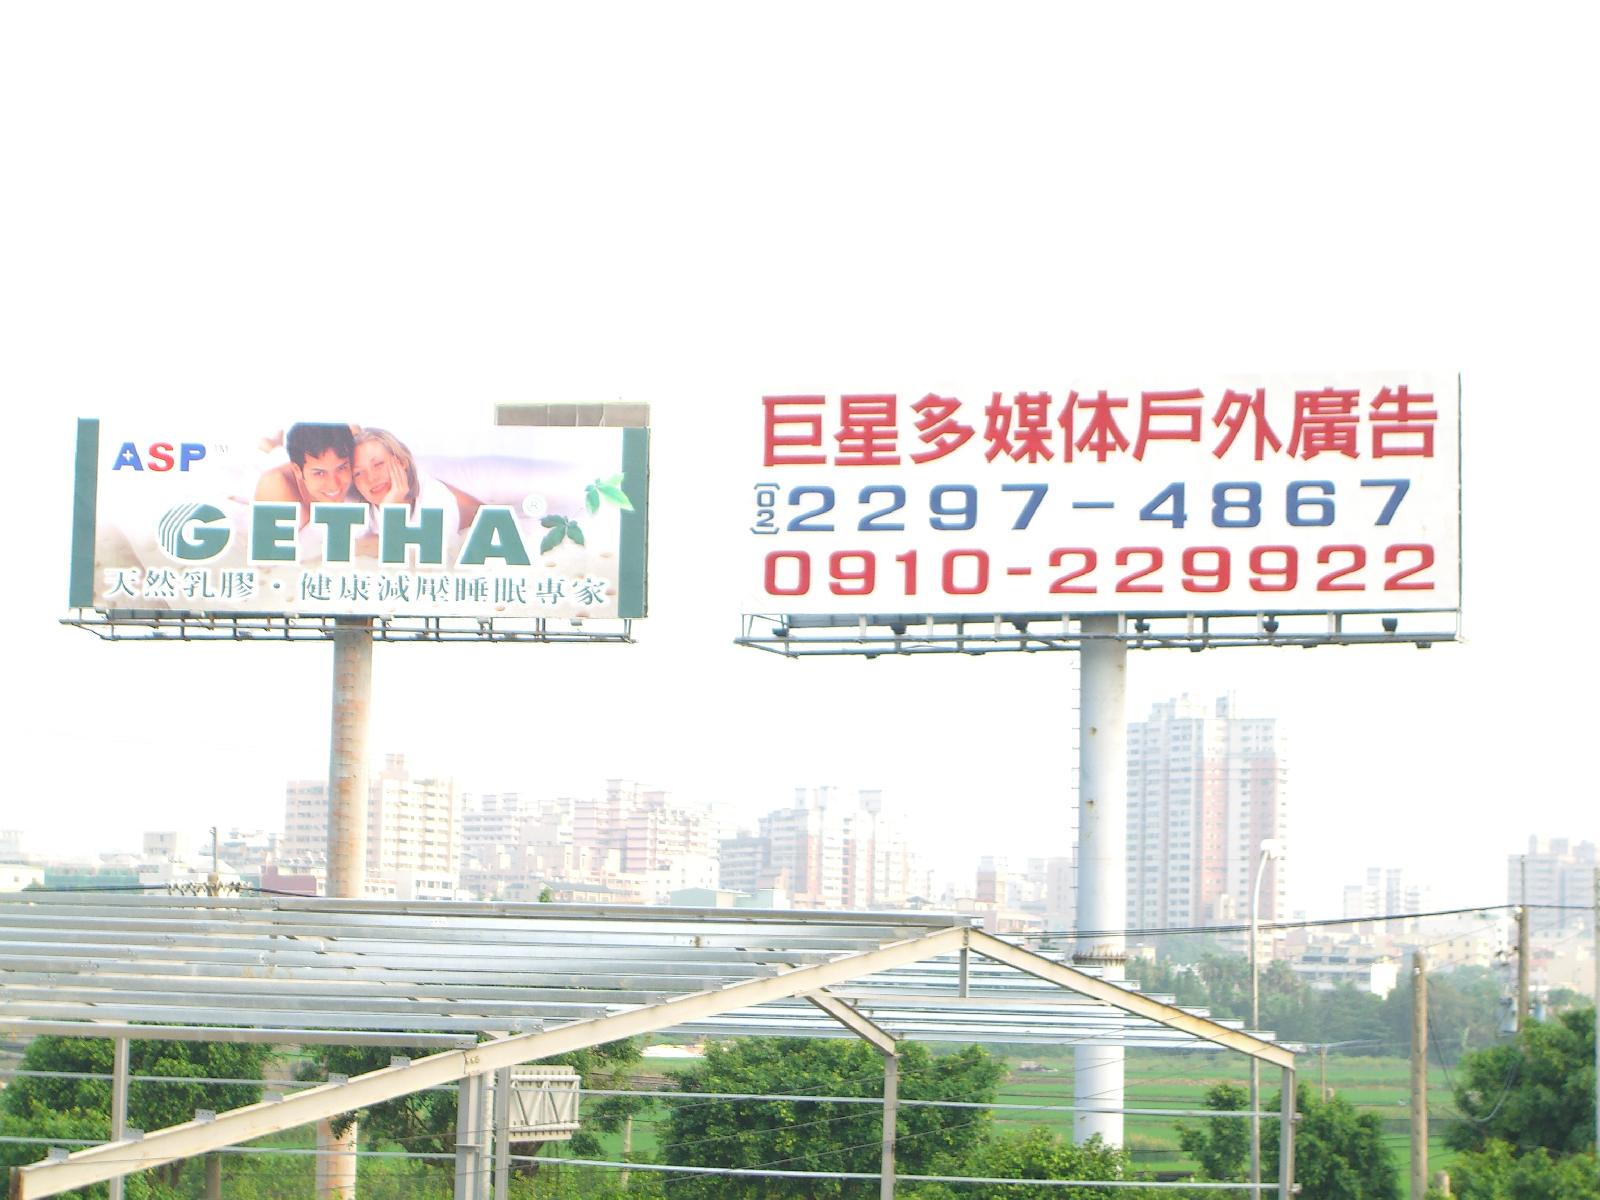 ASP™
GETHA®
天然乳膠・健康減壓睡眠專家
巨星多媒体戶外廣告
(02)2297-4867
0910-229922